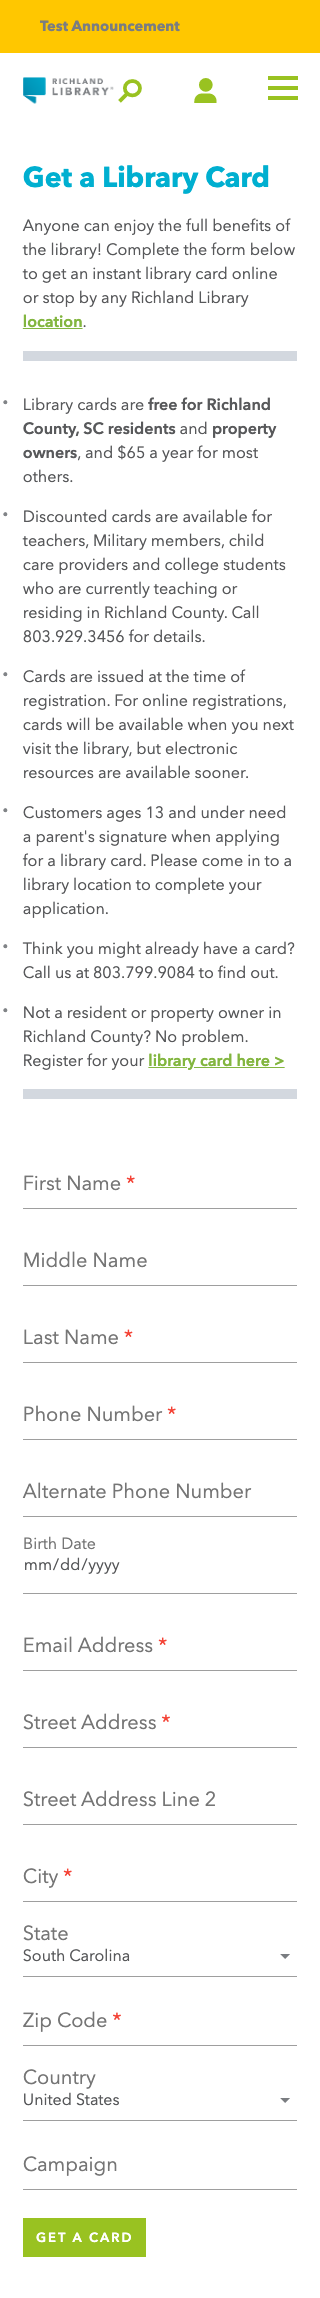 Test Announcement
RICHLAND
LIBRARY
Get a Library Card
Anyone can enjoy the full benefits of
the library! Complete the form below
to get an instant library card online
or stop by any Richland Library
location.
• Library cards are free for Richland
County, SC residents and property
owners, and $65 a year for most
others.
• Discounted cards are available for
teachers, Military members, child
care providers and college students
who are currently teaching or
residing in Richland County. Call
803.929.3456 for details.
• Cards are issued at the time of
registration. For online registrations,
cards will be available when you next
visit the library, but electronic
resources are available sooner.
• Customers ages 13 and under need
a parent's signature when applying
for a library card. Please come in to a
library location to complete your
application.
• Think you might already have a card?
Call us at 803.799.9084 to find out.
• Not a resident or property owner in
Richland County? No problem.
Register for your library card here >
First Name *
Middle Name
Last Name *
Phone Number *
Alternate Phone Number
Birth Date
mm/dd/yyyy
Email Address *
Street Address *
Street Address Line 2
City *
State
South Carolina
Zip Code *
Country
United States
Campaign
GET A CARD